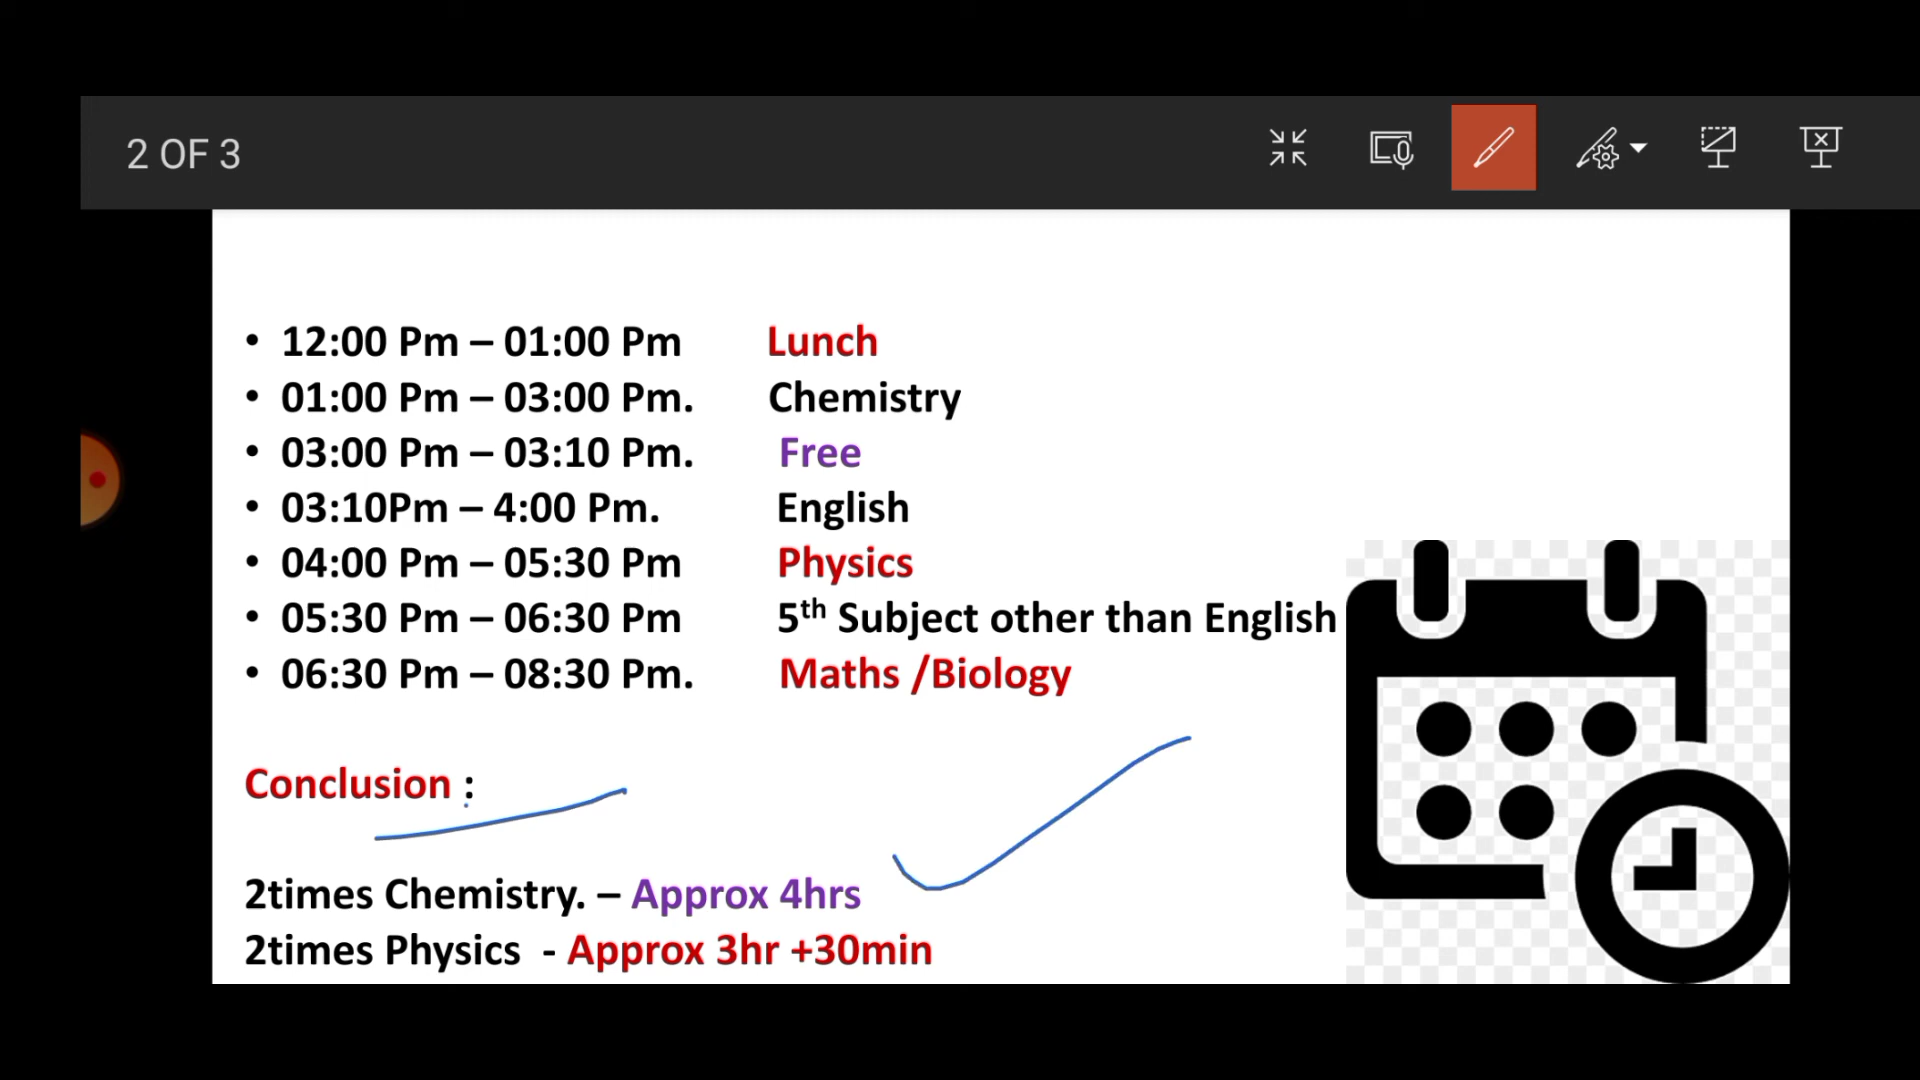 2 OF 3
• 12:00 Pm – 01:00 Pm Lunch
• 01:00 Pm – 03:00 Pm. Chemistry
• 03:00 Pm – 03:10 Pm. Free
• 03:10Pm – 4:00 Pm. English
• 04:00 Pm – 05:30 Pm Physics
• 05:30 Pm – 06:30 Pm 5th Subject other than English
• 06:30 Pm – 08:30 Pm. Maths /Biology
Conclusion :
2times Chemistry. – Approx 4hrs
2times Physics - Approx 3hr +30min